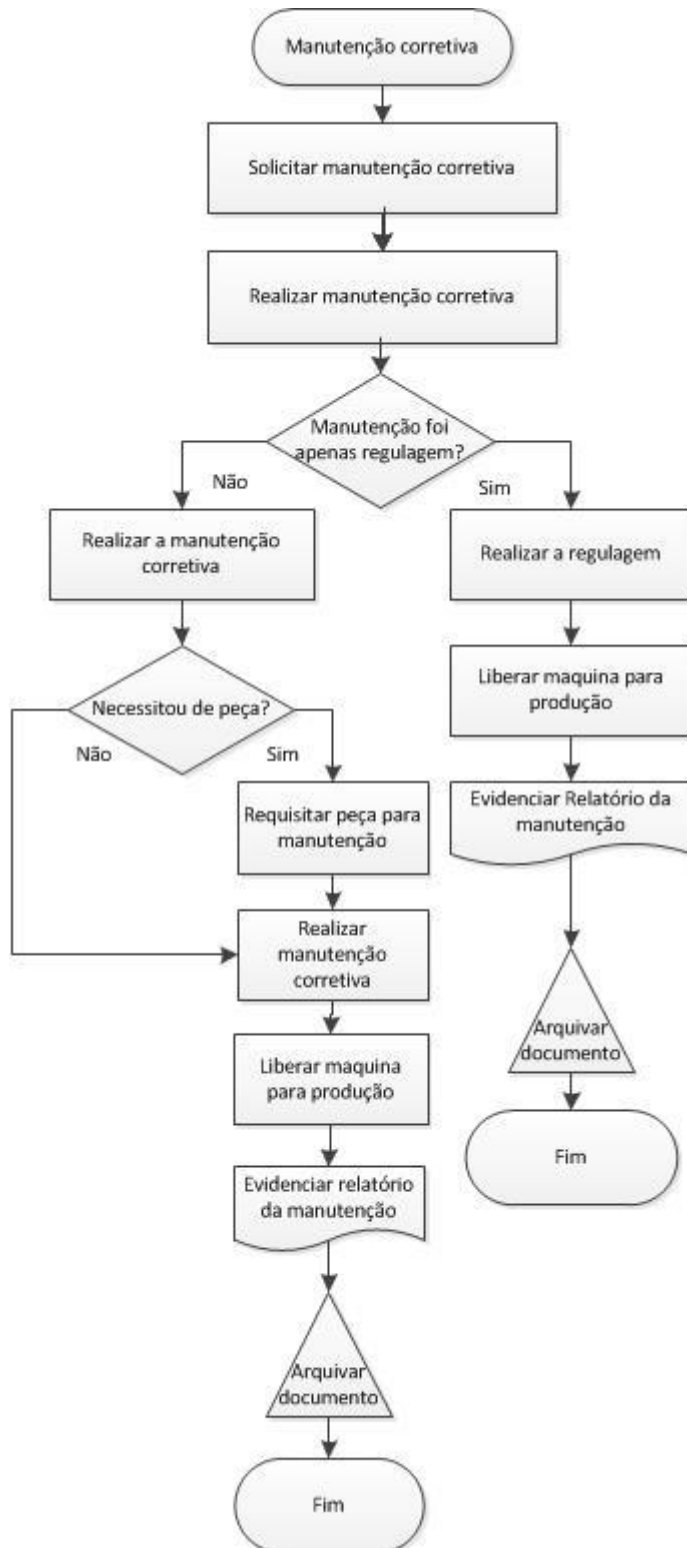 Manutenção corretiva
Solicitar manutenção corretiva
Realizar manutenção corretiva
Manutenção foi
apenas regulagem?
Não
Sim
Realizar a manutenção
corretiva
Realizar a regulagem
Necessitou de peça?
Não
Sim
Liberar maquina para
produção
Requisitar peça para
manutenção
Evidenciar Relatório da
manutenção
Realizar
manutenção
corretiva
Arquivar
documento
Liberar maquina
para produção
Fim
Evidenciar relatório
da manutenção
Arquivar
documento
Fim